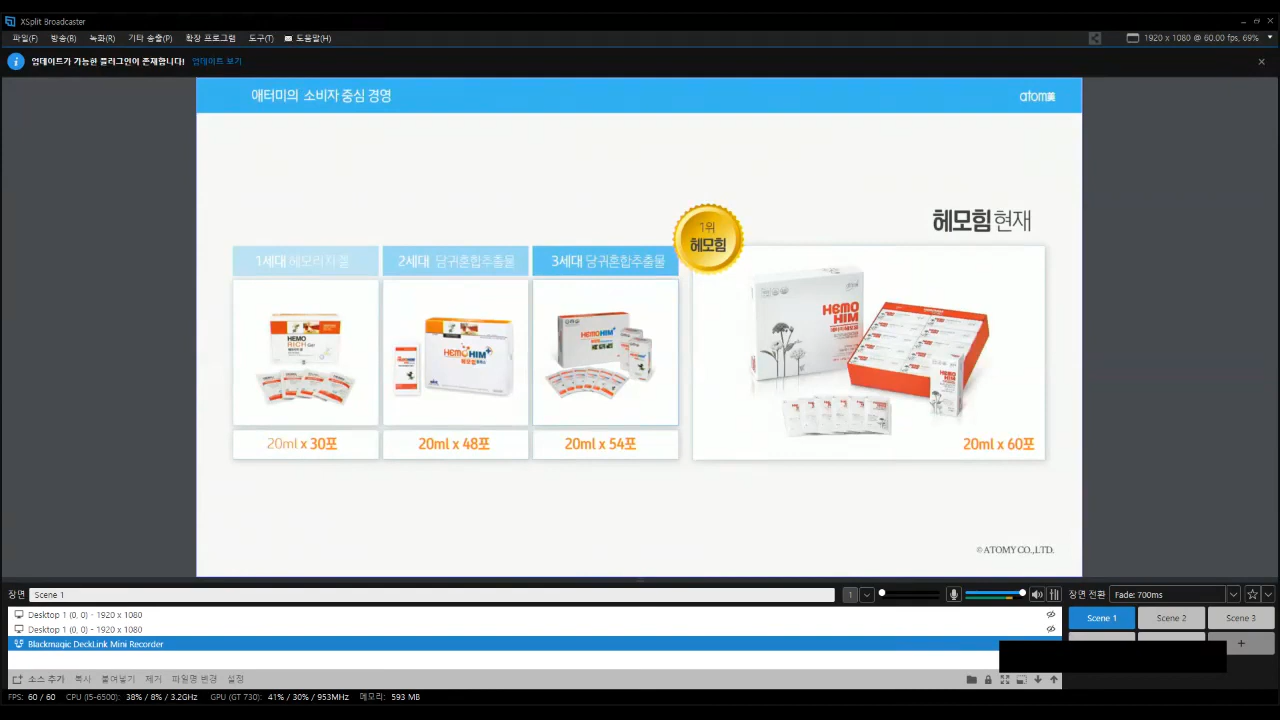 XSplit Broadcaster
파일(F) 방송(B) 녹화(R) 기타 송출(P) 확장 프로그램 도구(T) 도움말(H) 1920 x 1080 @ 60.00 fps, 69%
업데이트가 가능한 플러그인이 존재합니다! 업데이트 보기
애터미의 소비자 중심 경영 atom美
1위
헤모힘
헤모힘 현재
1세대 헤모리치 겔 2세대 당귀혼합추출물 3세대 당귀혼합추출물
HEMO
RICH Gel
HEMOHIM
HEMOHIM
HEMO
HIM
HEMO
HIM
20ml x 30포 20ml x 48포 20ml x 54포 20ml x 60포
© ATOMY CO.,LTD.
장면 Scene 1 1 장면 전환 Fade: 700ms
Desktop 1 (0, 0) - 1920 x 1080
Desktop 1 (0, 0) - 1920 x 1080
Blackmagic DeckLink Mini Recorder
Scene 1 Scene 2 Scene 3
소스 추가 복사 붙여넣기 제거 파일명 변경 설정
FPS: 60 / 60 CPU (I5-6500): 38% / 8% / 3.2GHz GPU (GT 730): 41% / 30% / 953MHz 메모리: 593 MB